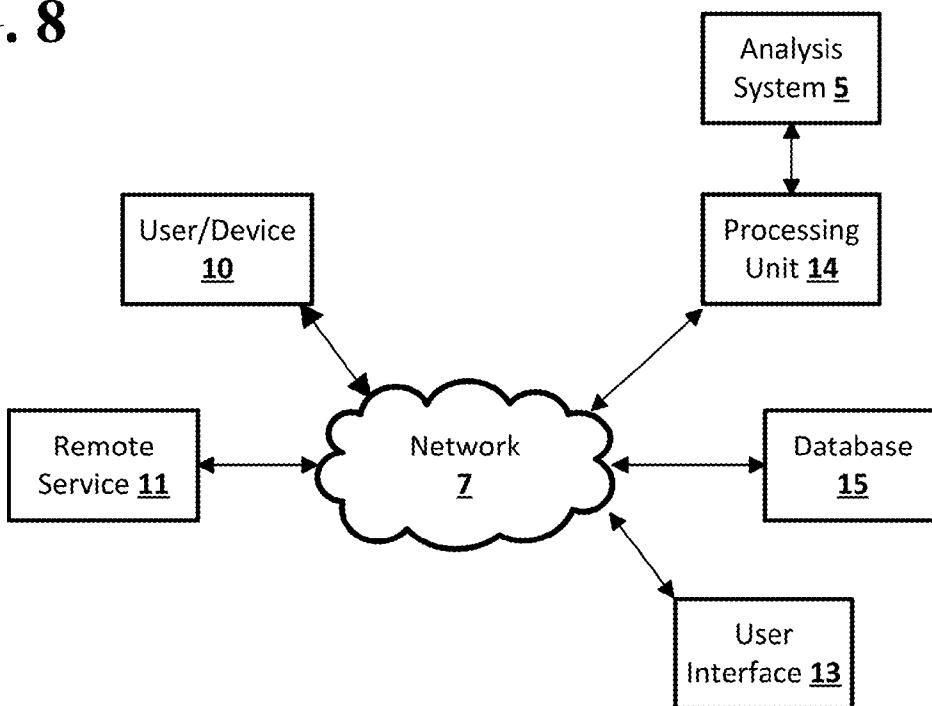 . 8
Analysis
System 5
User/Device
10
Processing
Unit 14
Remote
Service 11
Network
7
Database
15
User
Interface 13